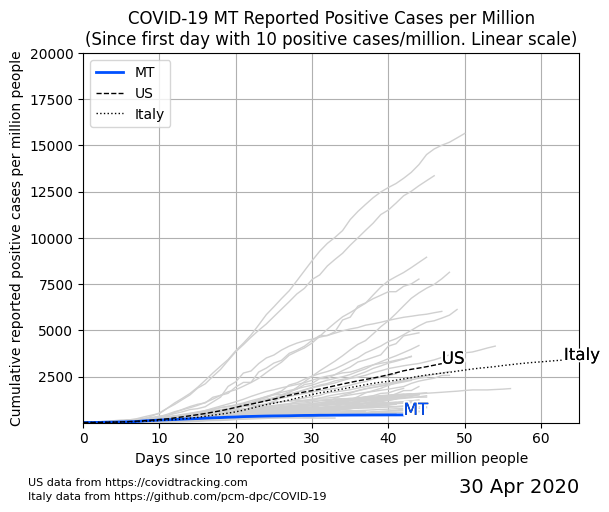 COVID-19 MT Reported Positive Cases per Million
(Since first day with 10 positive cases/million. Linear scale)
Cumulative reported positive cases per million people
20000
17500
15000
12500
10000
7500
5000
2500
MT
US
Italy
US
Italy
MT
0
10
20
30
40
50
60
Days since 10 reported positive cases per million people
US data from https://covidtracking.com
Italy data from https://github.com/pcm-dpc/COVID-19
30 Apr 2020